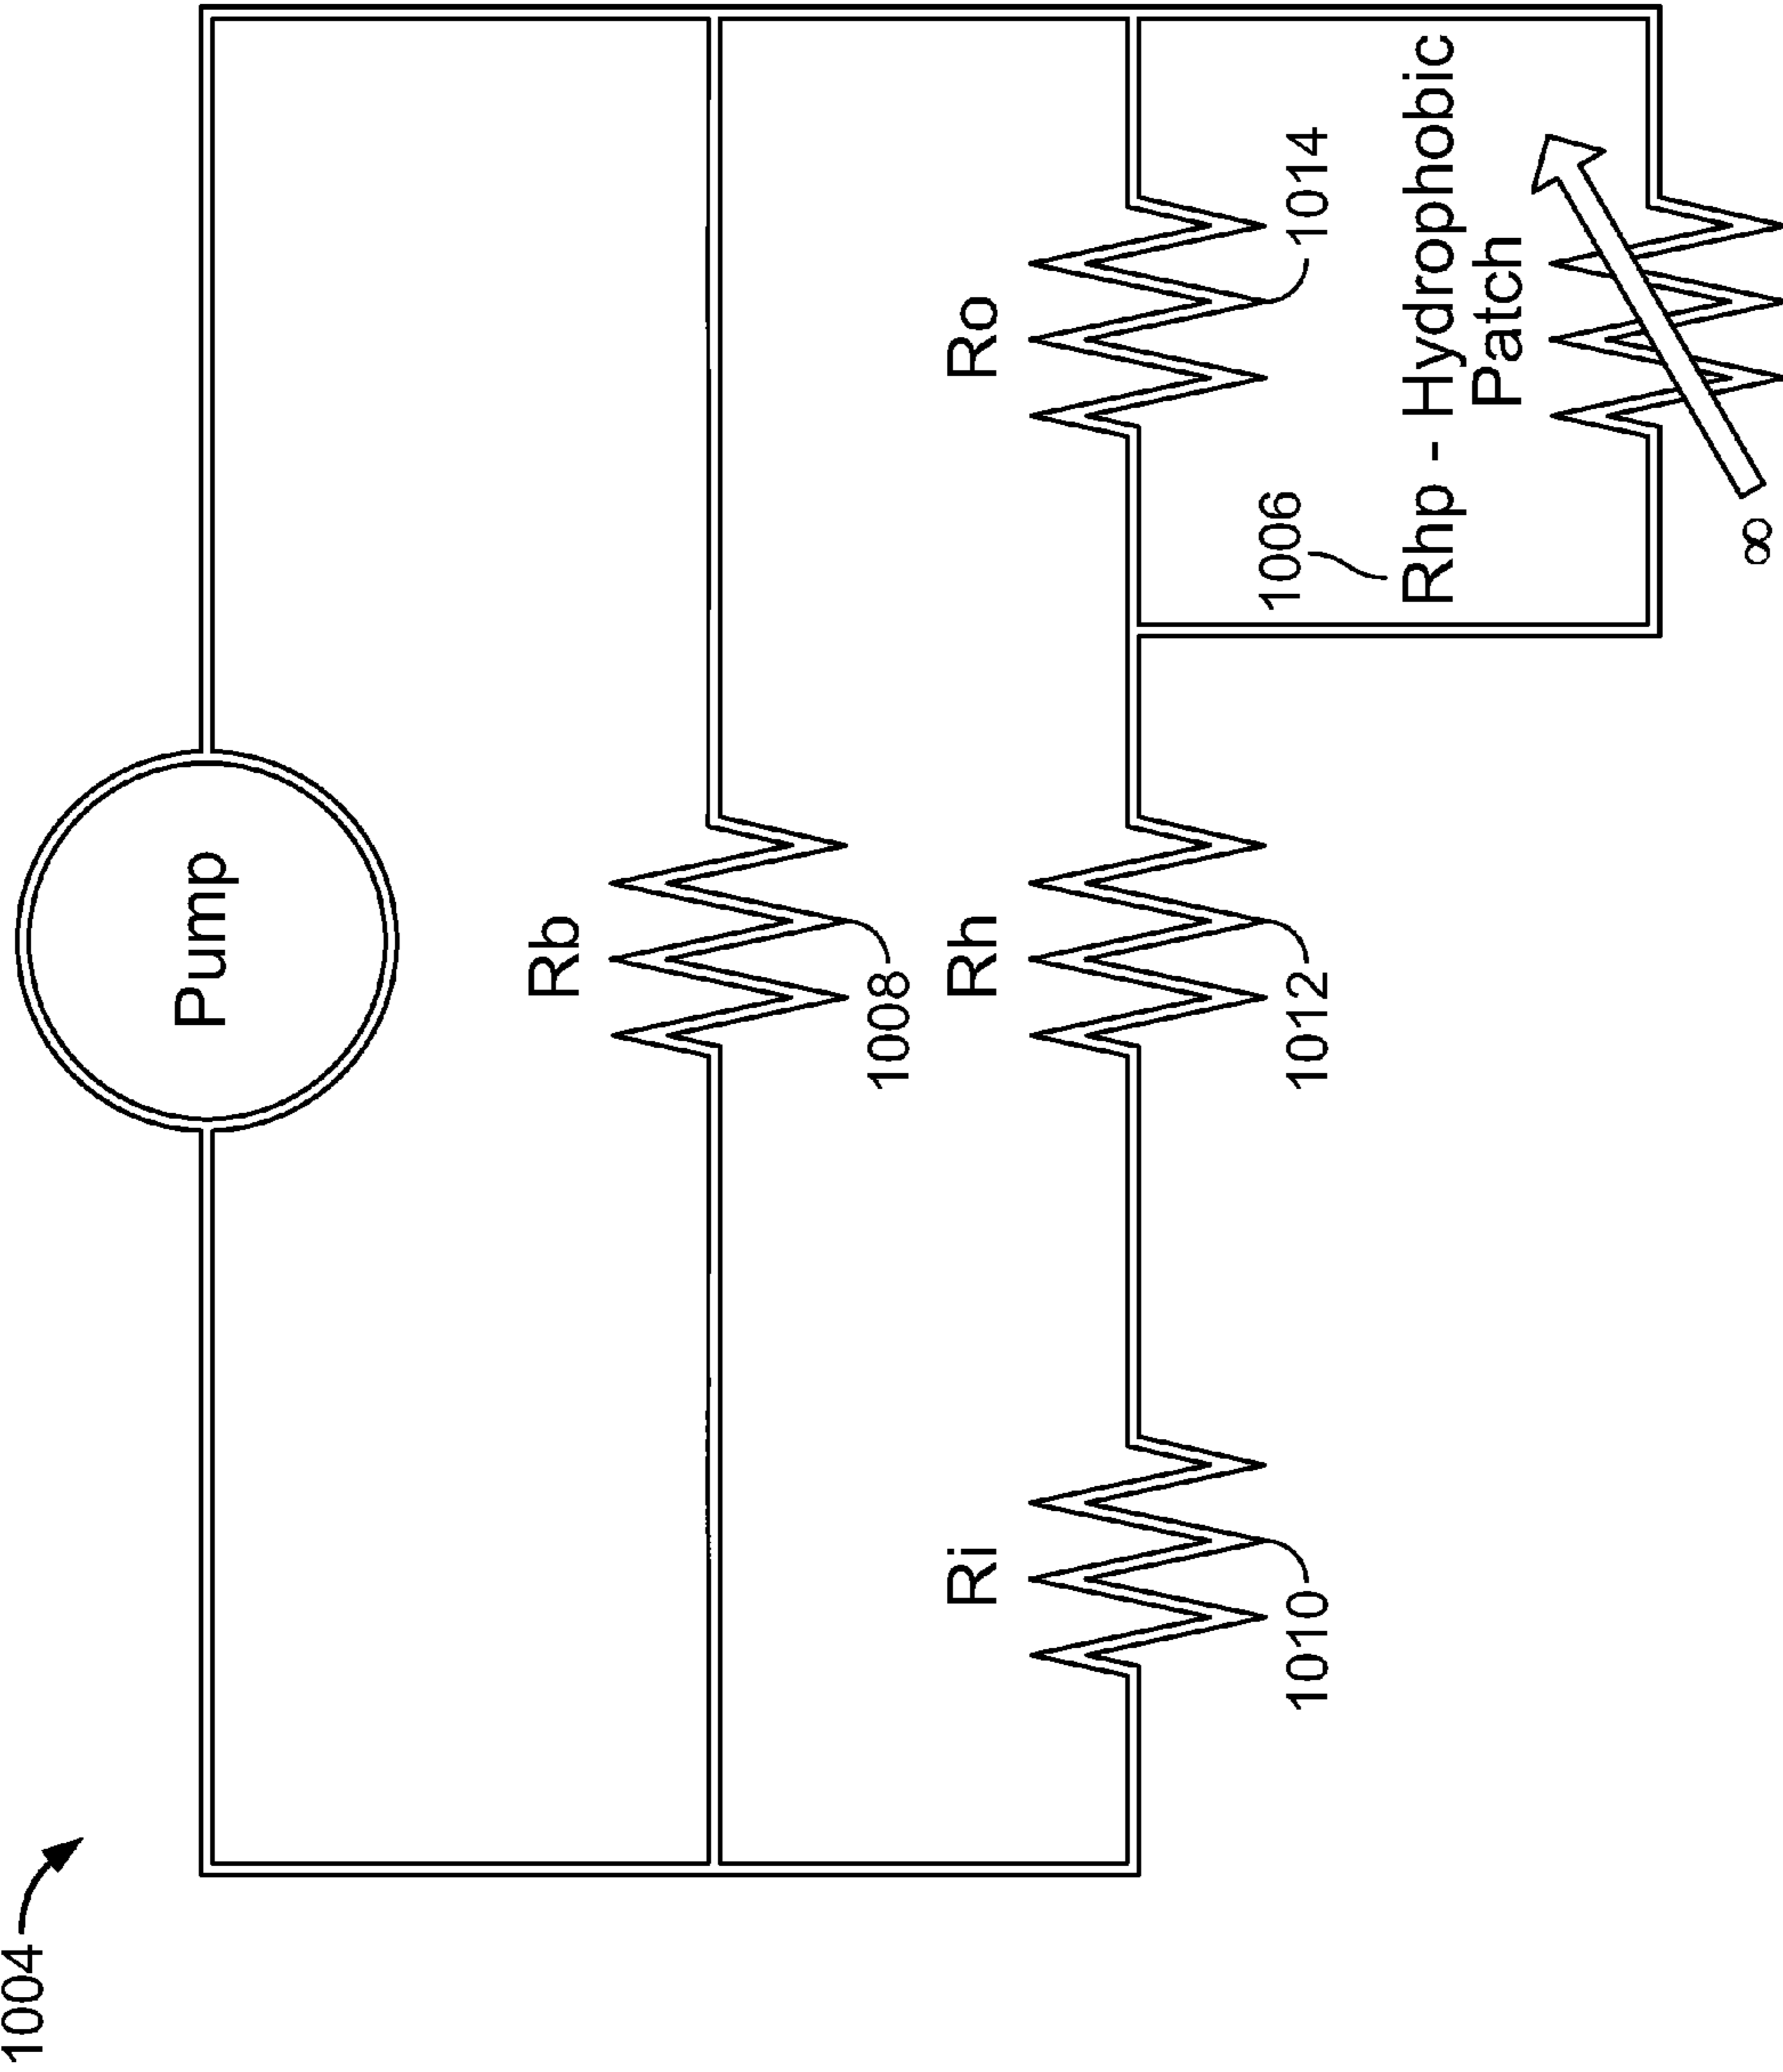 1004
Pump
Rb
1008
Ri
1010
Rh
1012
Ro
1014
1006
Rhp - Hydrophobic
Patch
∞